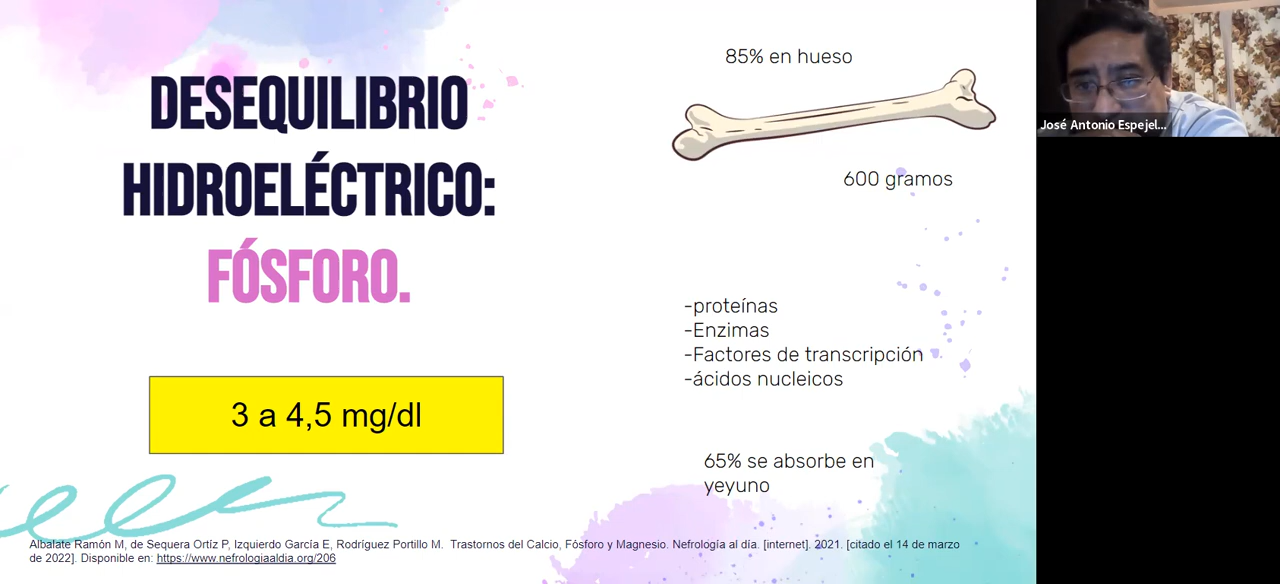 DESEQUILIBRIO
HIDROELÉCTRICO:
FÓSFORO.
3 a 4,5 mg/dl
85% en hueso
600 gramos
-proteínas
-Enzimas
-Factores de transcripción
-ácidos nucleicos
65% se absorbe en
yeyuno
Albalate Ramón M, de Sequera Ortíz P, Izquierdo García E, Rodríguez Portillo M. Trastornos del Calcio, Fósforo y Magnesio. Nefrología al día. [internet]. 2021. [citado el 14 de marzo
de 2022]. Disponible en: https://www.nefrologiaaldia.org/206
José Antonio Espejel...